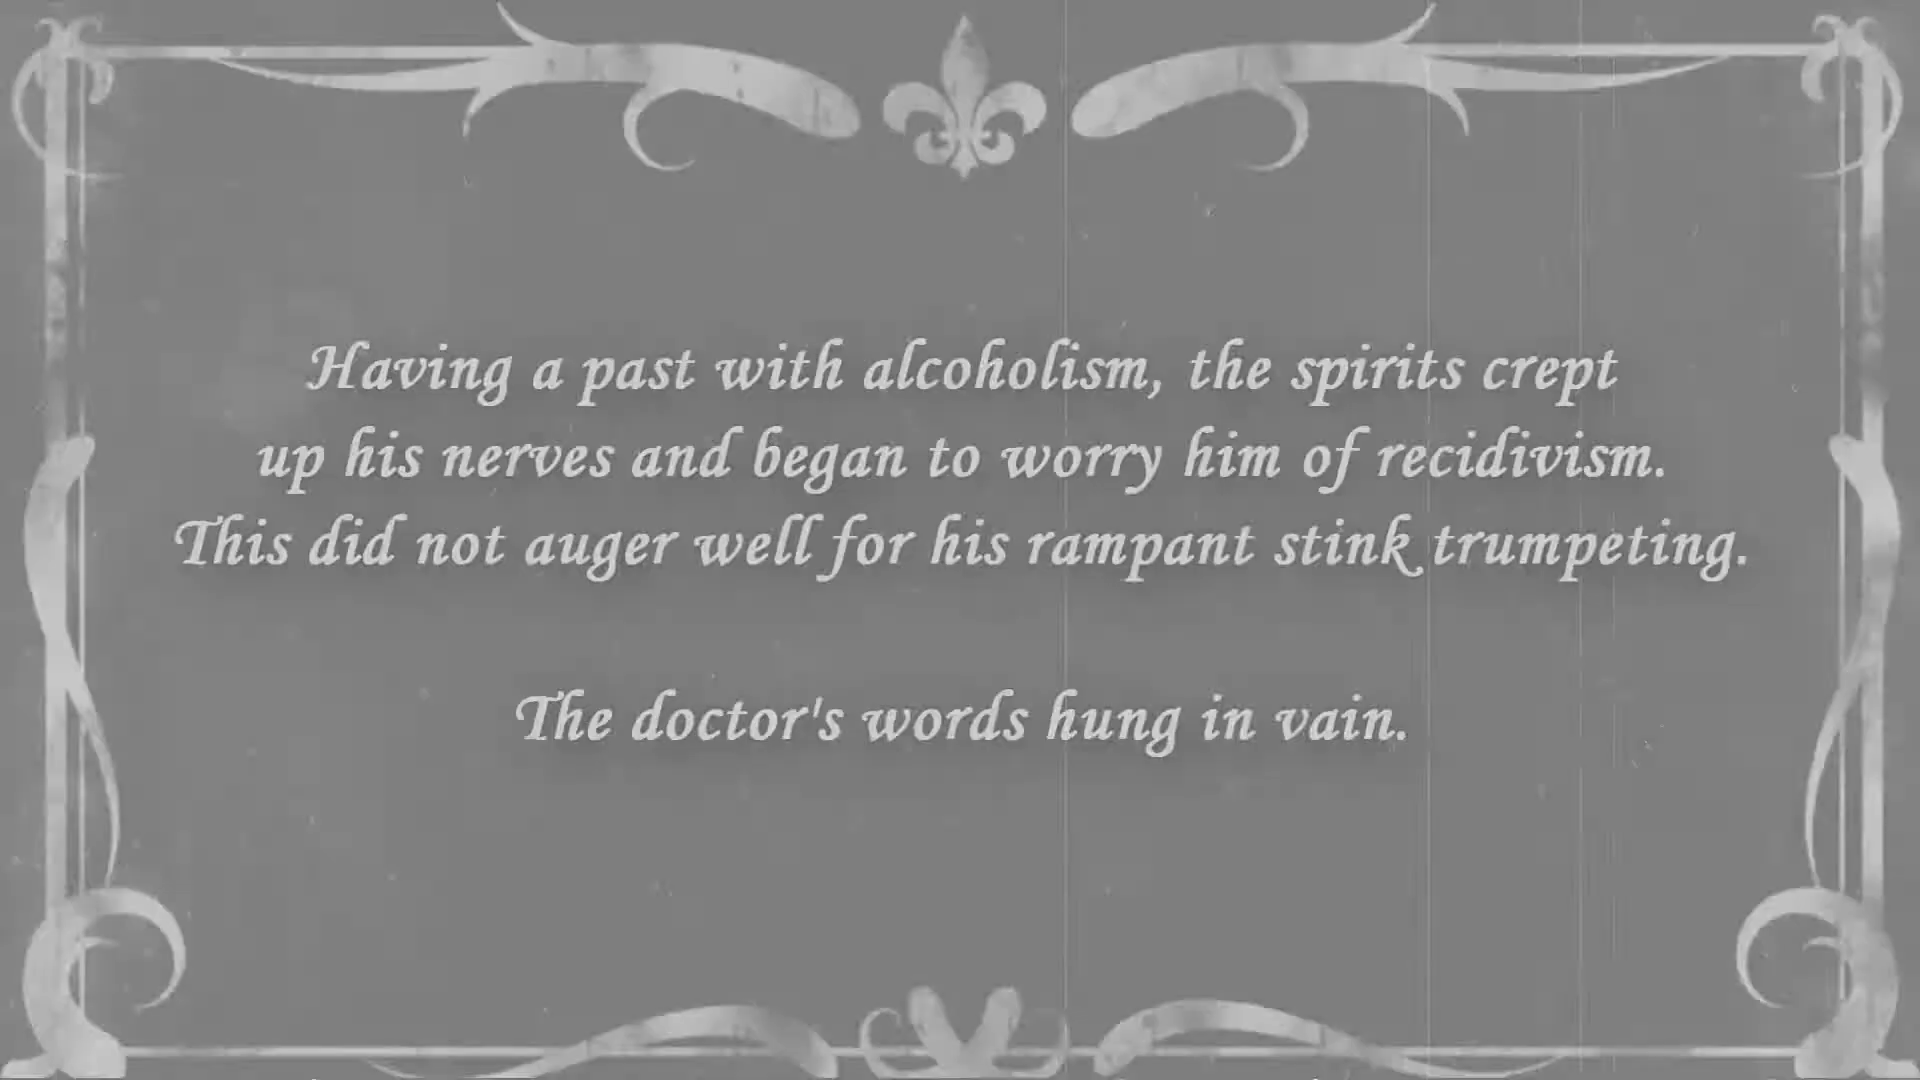 Having a past with alcoholism, the spirits crept
up his nerves and began to worry him of recidivism.
This did not auger well for his rampant stink trumpeting.
The doctor's words hung in vain.